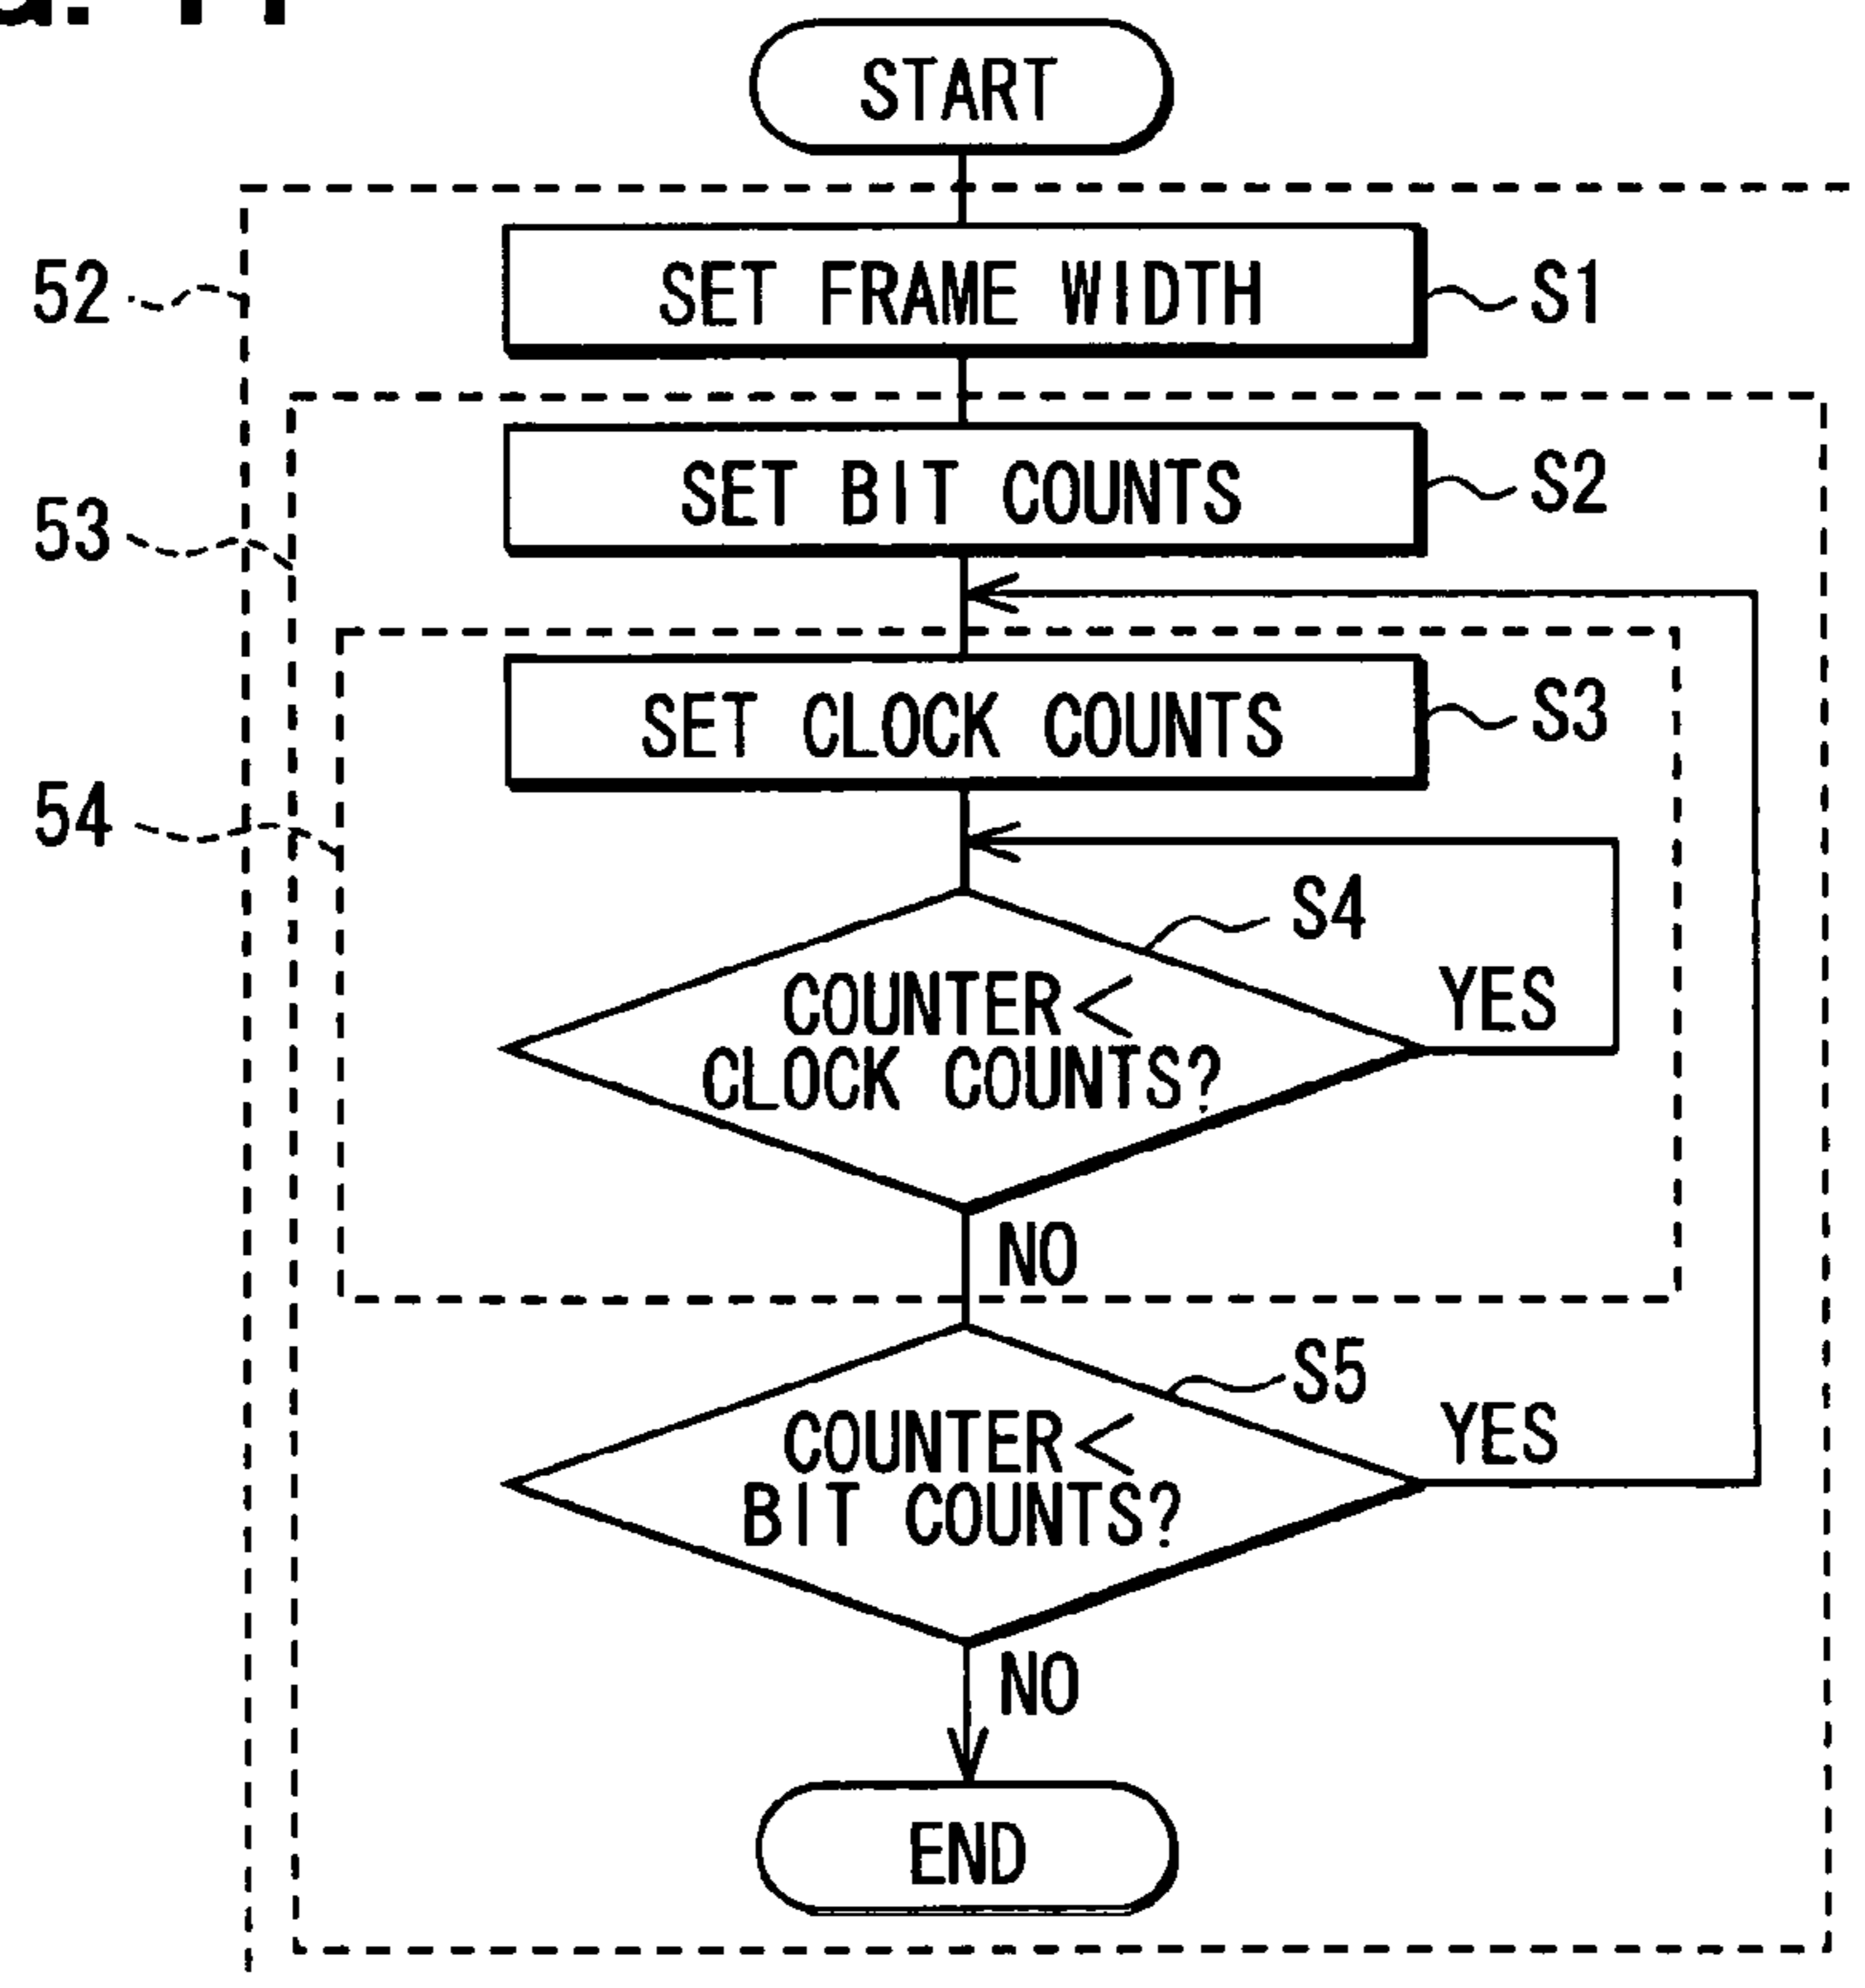 11
START
52
SET FRAME WIDTH
S1
SET BIT COUNTS
S2
53
SET CLOCK COUNTS
S3
54
S4
COUNTER<
CLOCK COUNTS?
YES
NO
S5
COUNTER<
BIT COUNTS?
YES
NO
END